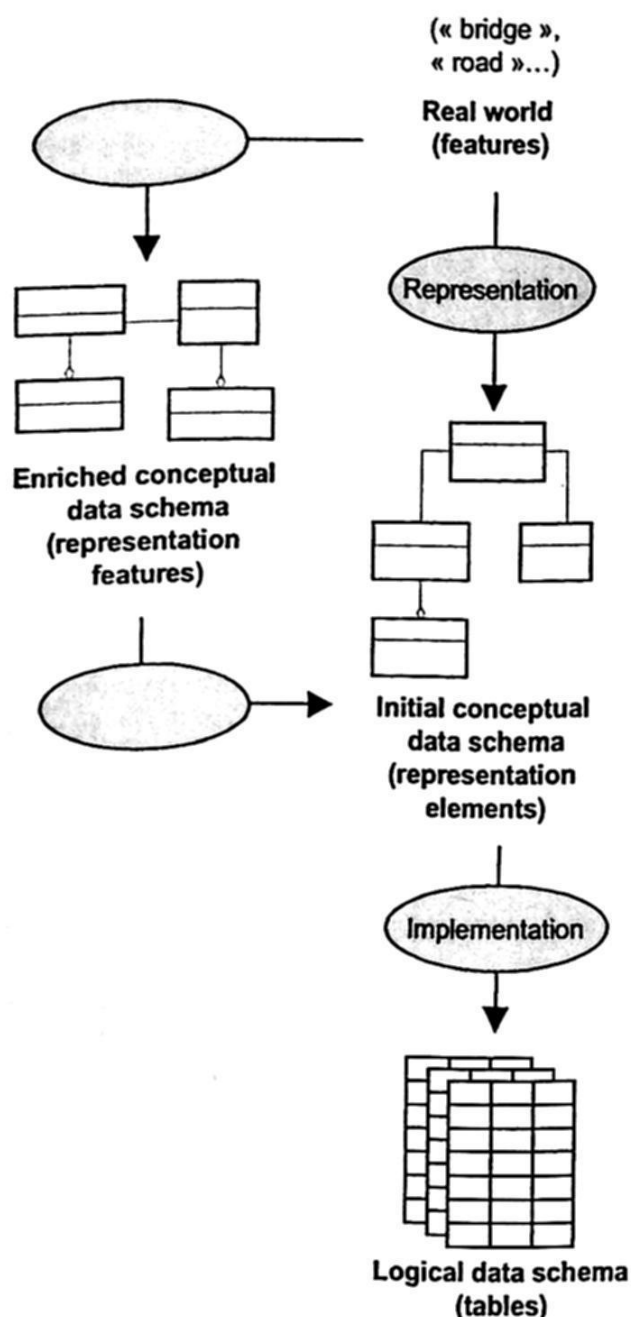 (« bridge »,
« road »...)
Real world
(features)
Representation
Enriched conceptual
data schema
(representation
features)
Initial conceptual
data schema
(representation
elements)
Implementation
Logical data schema
(tables)